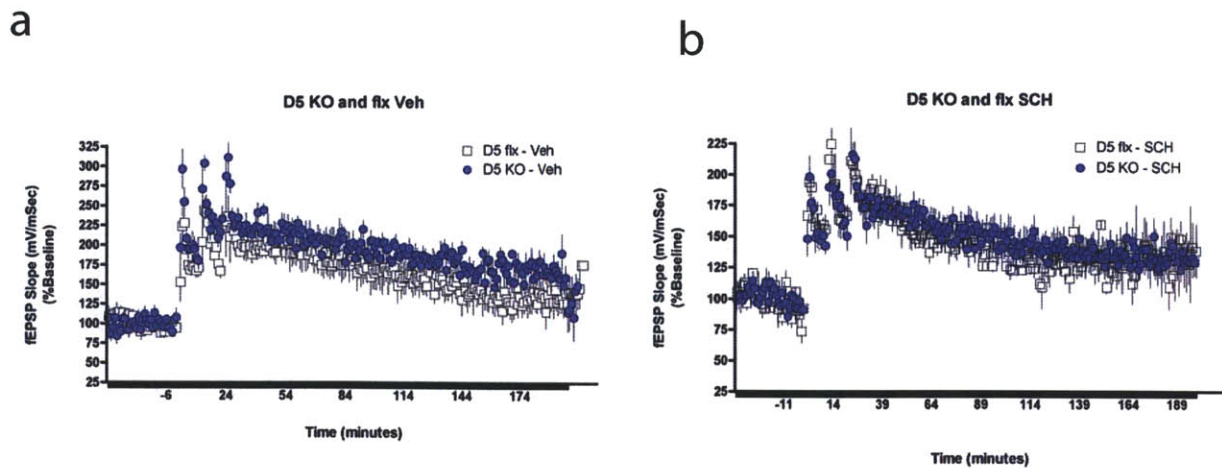 a
D5 KO and flx Veh
D5 flx - Veh
D5 KO - Veh
fEPSP Slope (mV/mSec)
(%Baseline)
325
300
275
250
225
200
175
150
125
100
75
50
25
-6 24 54 84 114 144 174
Time (minutes)
b
D5 KO and flx SCH
D5 flx - SCH
D5 KO - SCH
fEPSP Slope (mV/mSec)
(%Baseline)
225
200
175
150
125
100
75
50
25
-11 14 39 64 89 114 139 164 189
Time (minutes)